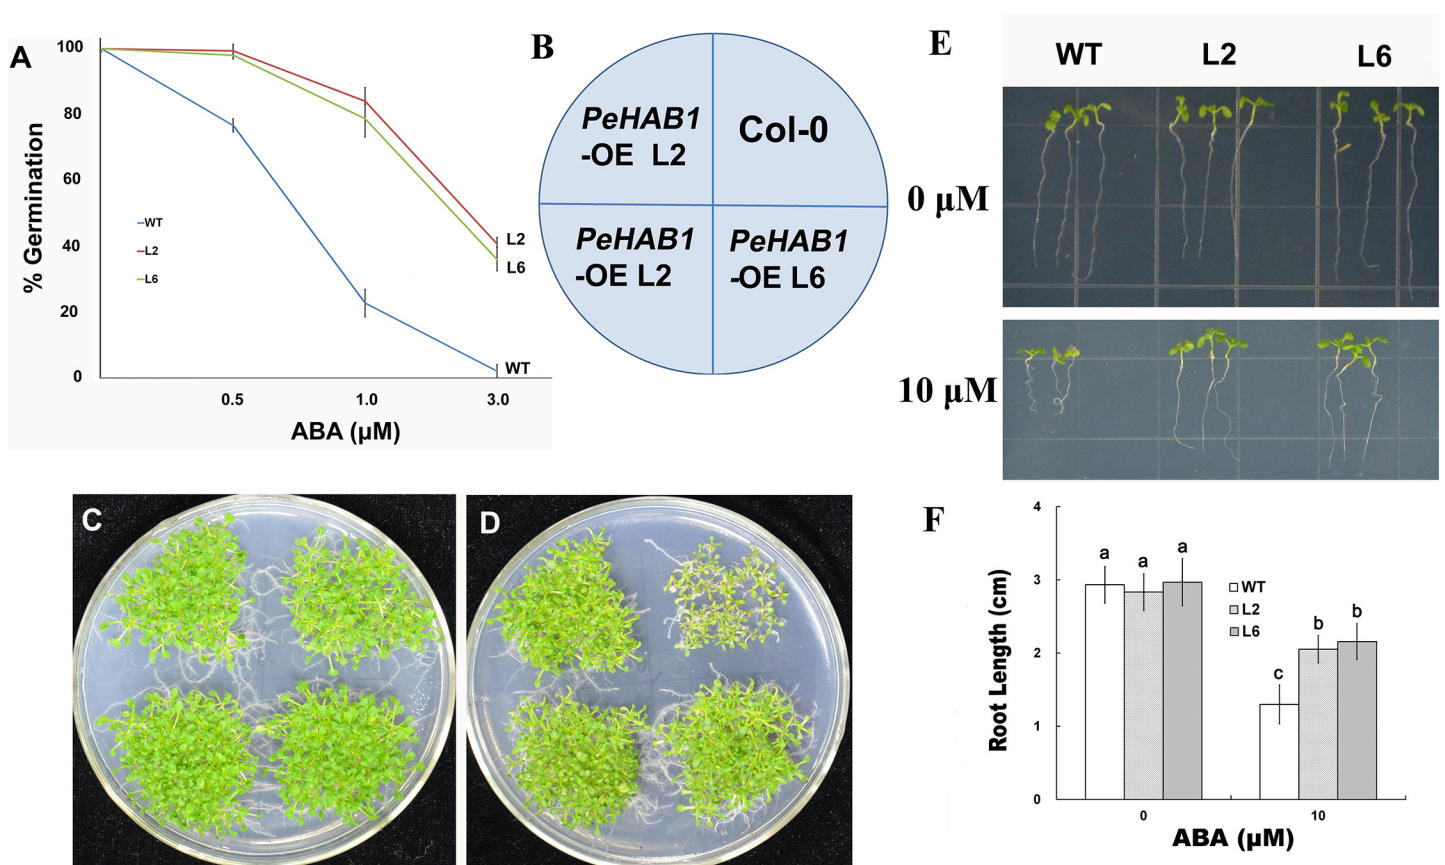 A
100
80
60
40
20
0
% Germination
WT
L2
L6
L2
L6
WT
0.5
1.0
3.0
ABA (µM)
B
PeHAB1
-OE L2
Col-0
PeHAB1
-OE L2
PeHAB1
-OE L6
E
WT
L2
L6
0 µM
10 µM
C
D
F
4
3
2
1
0
Root Length (cm)
a
a
a
WT
L2
L6
c
b
b
0
10
ABA (µM)